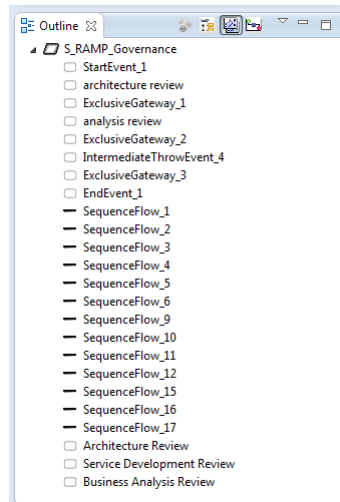 Outline
S_RAMP_Governance
StartEvent_1
architecture review
ExclusiveGateway_1
analysis review
ExclusiveGateway_2
IntermediateThrowEvent_4
ExclusiveGateway_3
EndEvent_1
SequenceFlow_1
SequenceFlow_2
SequenceFlow_3
SequenceFlow_4
SequenceFlow_5
SequenceFlow_6
SequenceFlow_9
SequenceFlow_10
SequenceFlow_11
SequenceFlow_12
SequenceFlow_15
SequenceFlow_16
SequenceFlow_17
Architecture Review
Service Development Review
Business Analysis Review